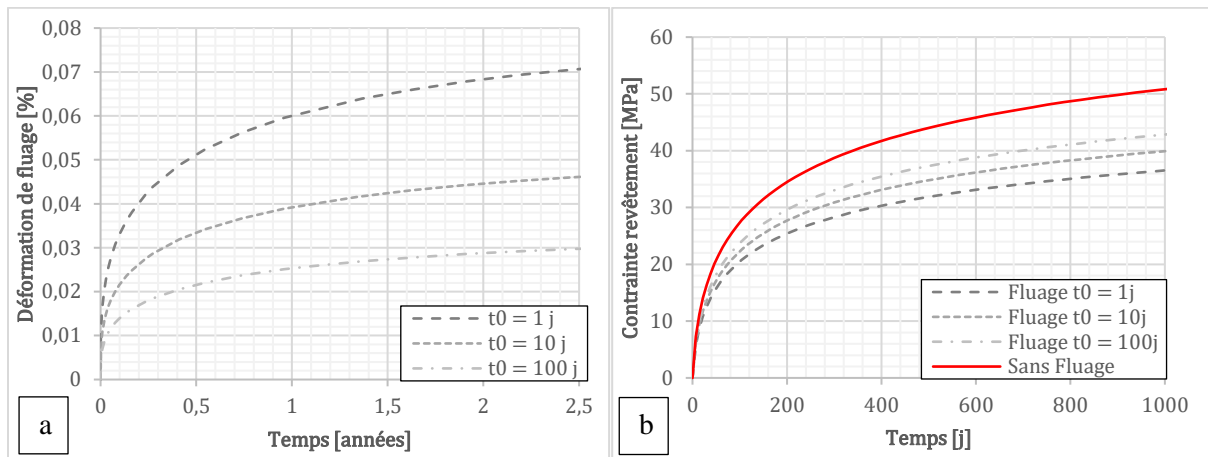 0,08
0,07
0,06
0,05
0,04
0,03
0,02
0,01
0
Déformation de fluage [%]
0
0,5
1
1,5
2
2,5
Temps [années]
t0 = 1 j
t0 = 10 j
t0 = 100 j
a
60
50
40
30
20
10
0
Contrainte revêtement [MPa]
0
200
400
600
800
1000
Temps [j]
Fluage t0 = 1j
Fluage t0 = 10j
Fluage t0 = 100j
Sans Fluage
b